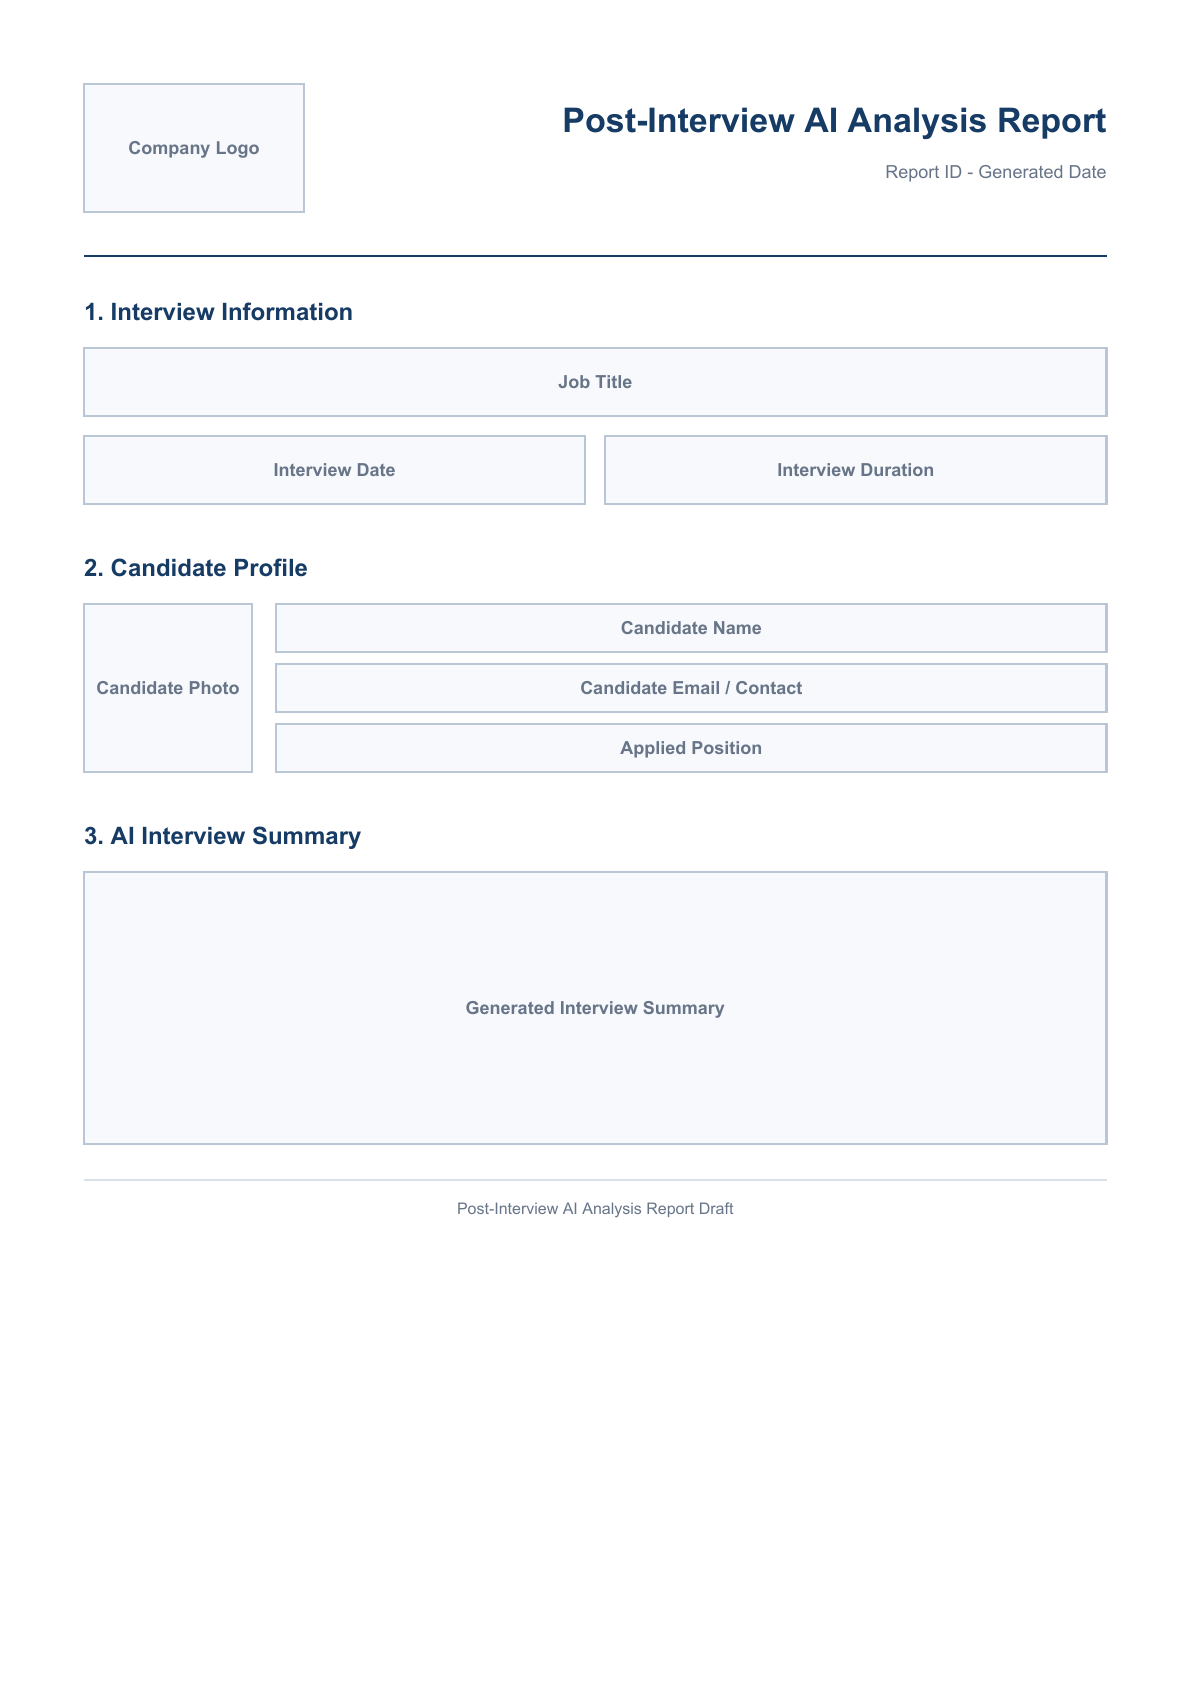 Company Logo
Post-Interview AI Analysis Report
Report ID - Generated Date
1. Interview Information
Job Title
Interview Date
Interview Duration
2. Candidate Profile
Candidate Photo
Candidate Name
Candidate Email / Contact
Applied Position
3. AI Interview Summary
Generated Interview Summary
Post-Interview AI Analysis Report Draft